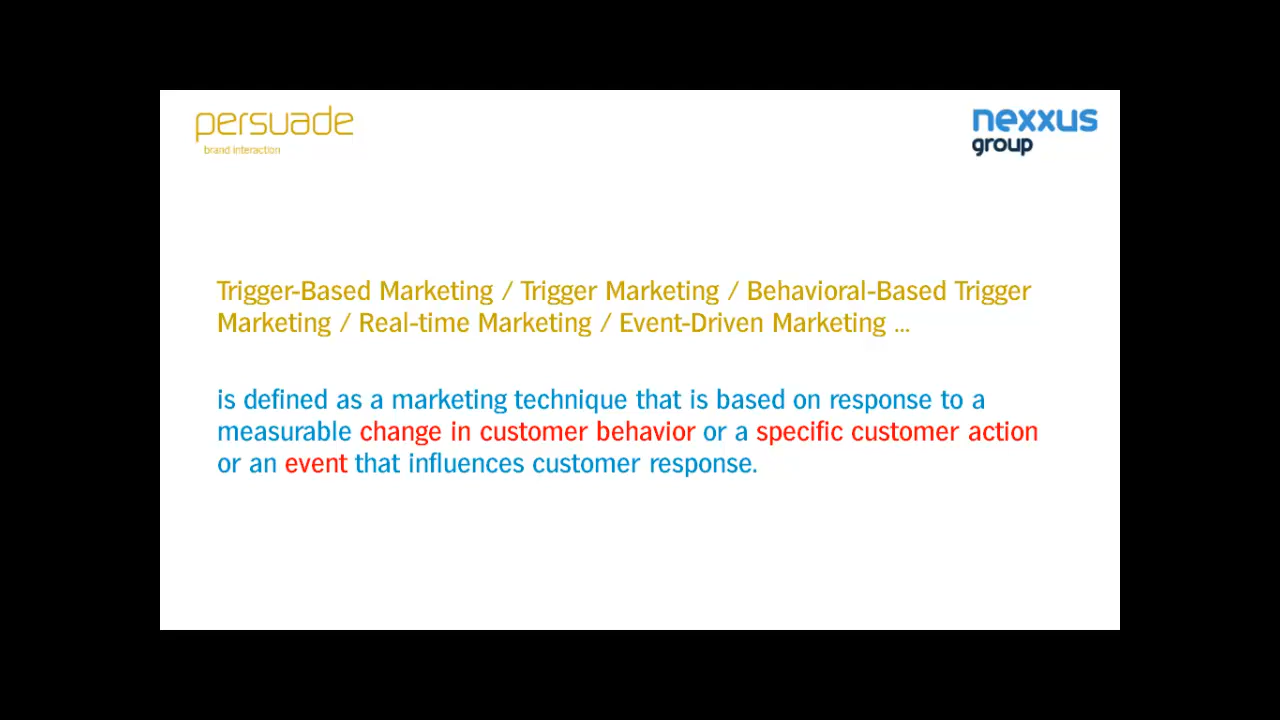 persuade
brand interaction
nexxus
group
Trigger-Based Marketing / Trigger Marketing / Behavioral-Based Trigger
Marketing / Real-time Marketing / Event-Driven Marketing ...
is defined as a marketing technique that is based on response to a
measurable change in customer behavior or a specific customer action
or an event that influences customer response.